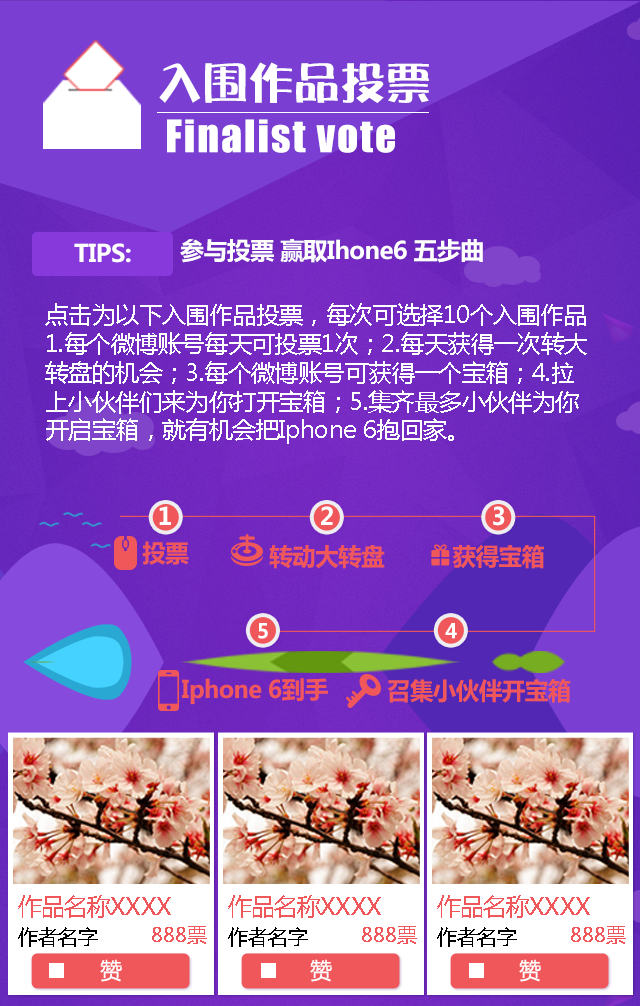 入围作品投票
Finalist vote
TIPS:
参与投票 赢取Ihone6 五步曲
点击为以下入围作品投票，每次可选择10个入围作品
1.每个微博账号每天可投票1次；2.每天获得一次转大
转盘的机会；3.每个微博账号可获得一个宝箱；4.拉
上小伙伴们来为你打开宝箱；5.集齐最多小伙伴为你
开启宝箱，就有机会把Iphone 6抱回家。
1
2
3
投票
转动大转盘
获得宝箱
5
4
Iphone 6到手
召集小伙伴开宝箱
作品名称XXXX
作者名字
888票
赞
作品名称XXXX
作者名字
888票
赞
作品名称XXXX
作者名字
888票
赞